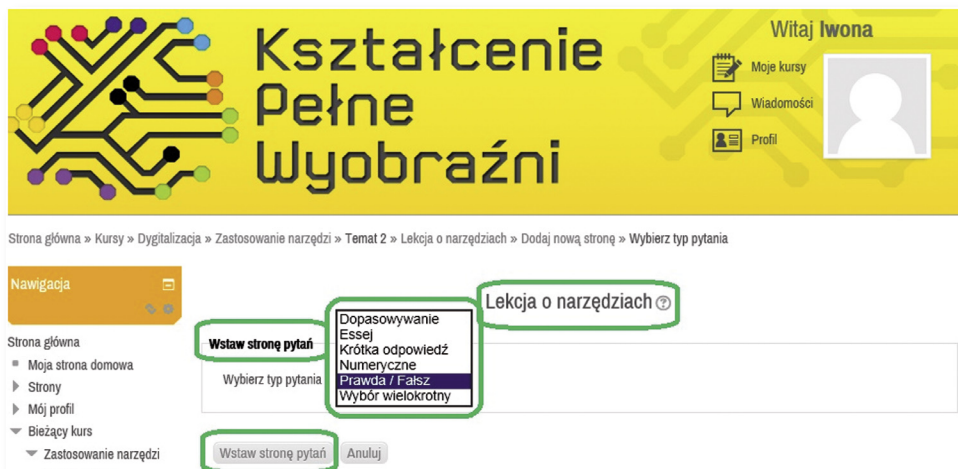 Kształcenie
Pełne
Wyobraźni
Witaj Iwona
Moje kursy
Wiadomości
Profil
Strona główna » Kursy » Dygitalizacja » Zastosowanie narzędzi » Temat 2 » Lekcja o narzędziach » Dodaj nową stronę » Wybierz typ pytania
Nawigacja
Strona główna
Moja strona domowa
Strony
Mój profil
Bieżący kurs
Zastosowanie narzędzi
Lekcja o narzędziach ?
Wstaw stronę pytań
Wybierz typ pytania
Dopasowywanie
Essej
Krótka odpowiedź
Numeryczne
Prawda / Fałsz
Wybór wielokrotny
Wstaw stronę pytań Anuluj